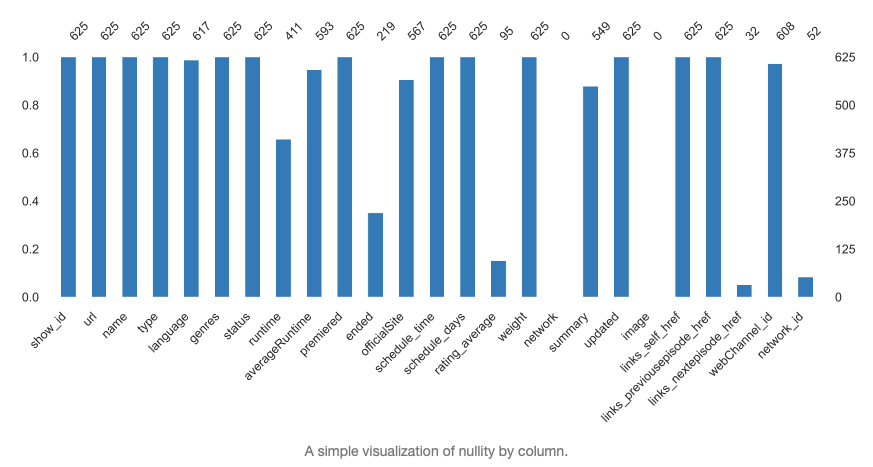 625 625 625 625 617 625 625 411 593 625 219 567 625 625 95 625 0 549 625 0 625 625 32 608 52
1.0 625
0.8 500
0.6 375
0.4 250
0.2 125
0.0 0
show_id url name type language genres status runtime averageRuntime premiered ended officialSite schedule_time schedule_days rating_average weight network summary updated image links_self_href links_previousepisode_href links_nextepisode_href webChannel_id network_id
A simple visualization of nullity by column.